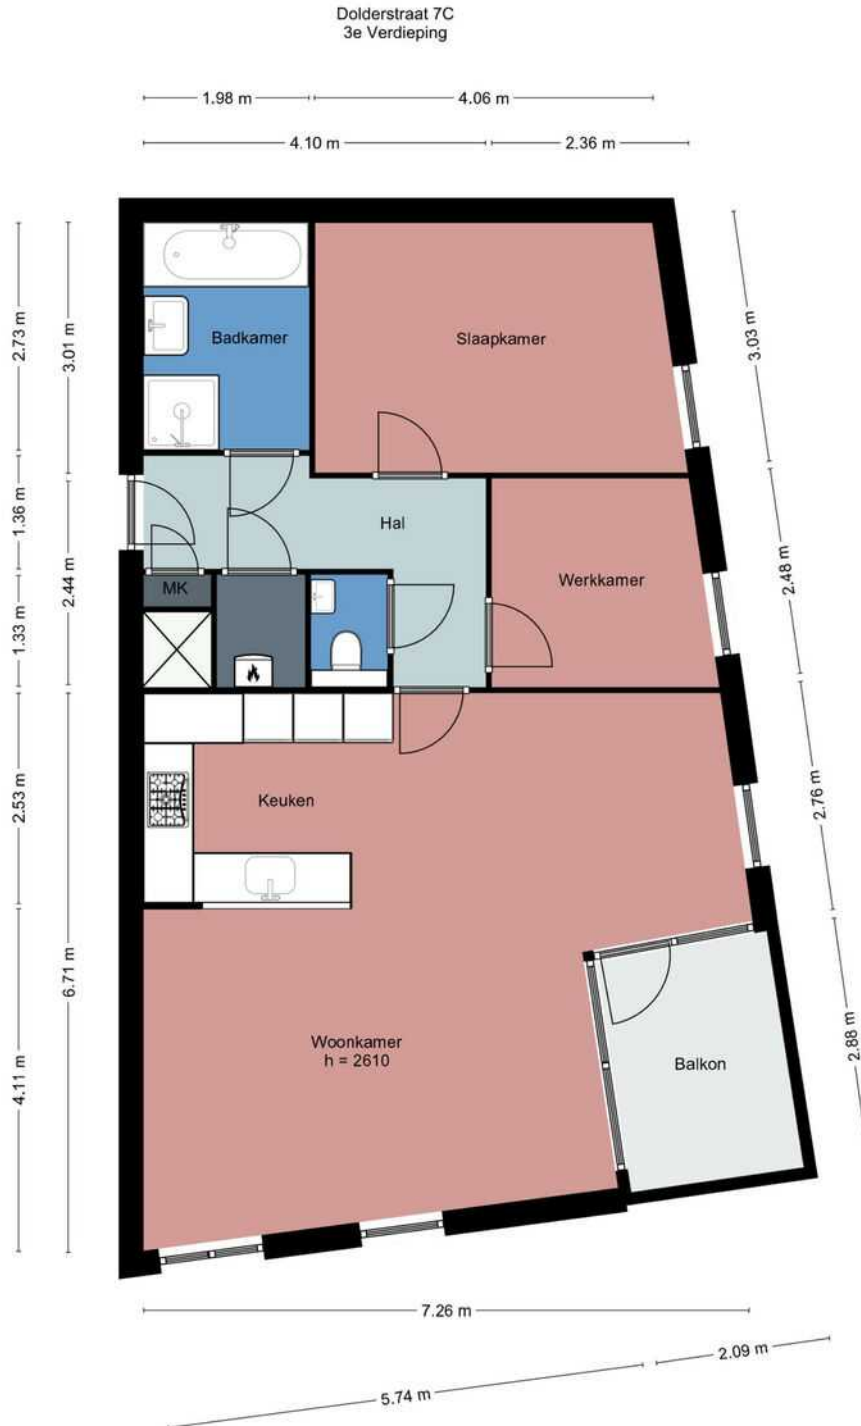 Dolderstraat 7C
3e Verdieping
1.98 m
4.06 m
4.10 m
2.36 m
2.73 m
3.01 m
3.03 m
Badkamer
Slaapkamer
1.36 m
2.44 m
Hal
2.48 m
MK
Werkkamer
1.33 m
2.53 m
Keuken
2.76 m
6.71 m
4.11 m
Woonkamer
h = 2610
Balkon
2.88 m
7.26 m
2.09 m
5.74 m